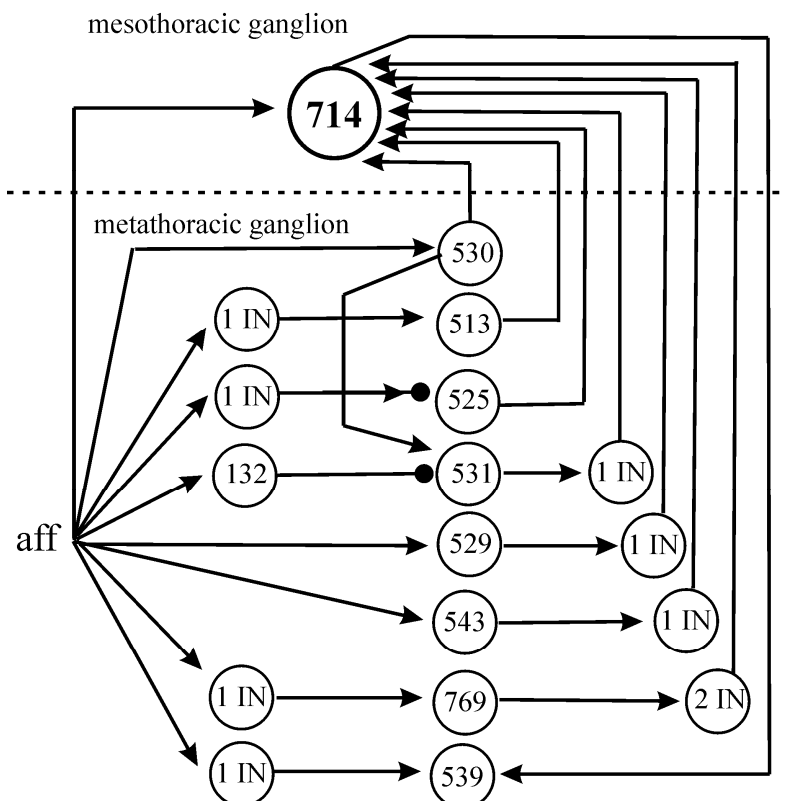 mesothoracic ganglion
714
metathoracic ganglion
530
1 IN
513
1 IN
525
132
531
1 IN
aff
529
1 IN
543
1 IN
1 IN
769
2 IN
1 IN
539